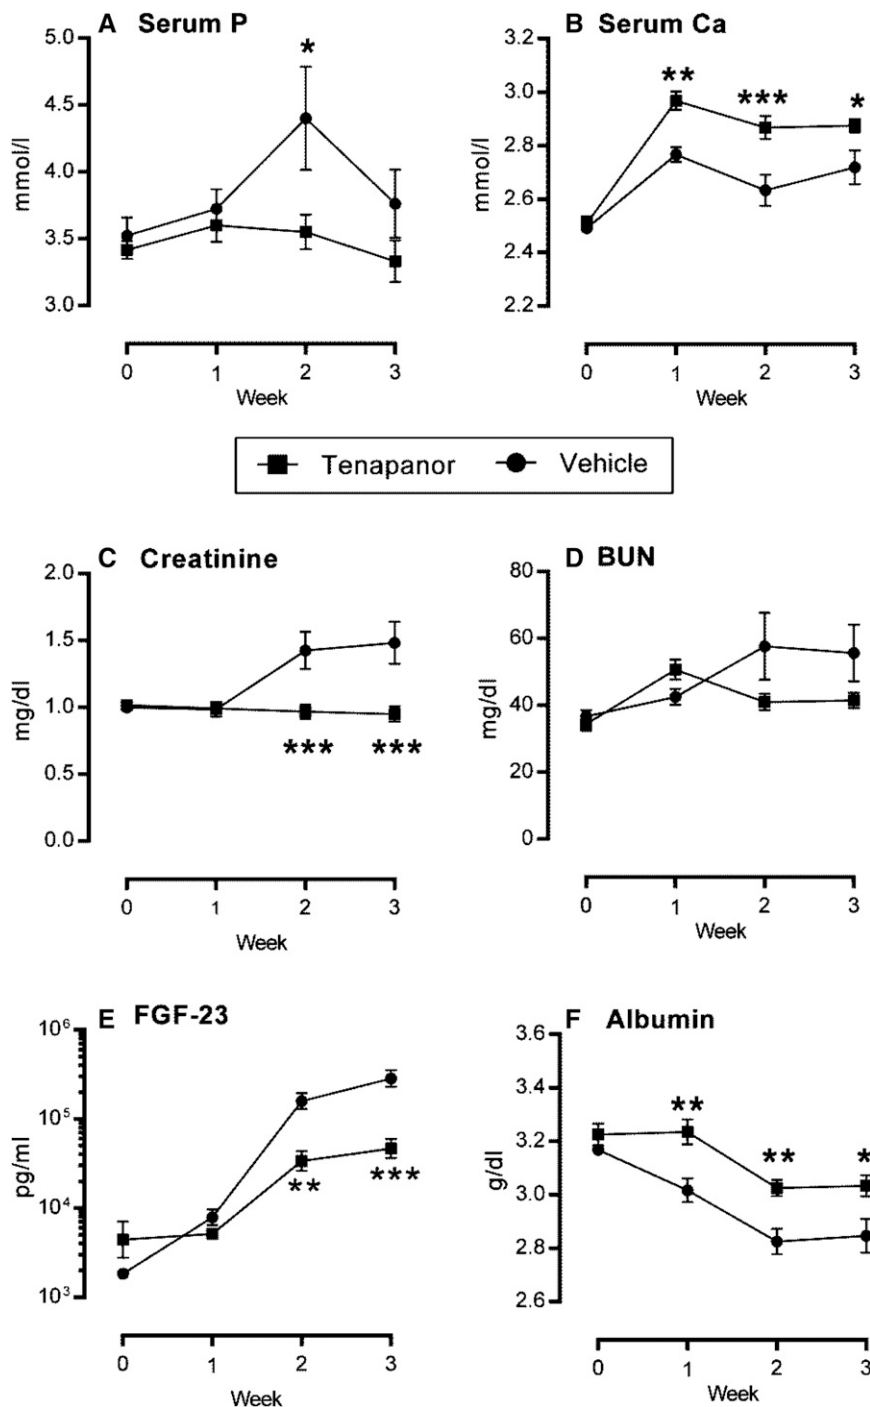 A Serum P
5.0
4.5
4.0
3.5
3.0
mmol/l
*
0 1 2 3
Week
B Serum Ca
3.2
3.0
2.8
2.6
2.4
2.2
mmol/l
** *** *
0 1 2 3
Week
Tenapanor Vehicle
C Creatinine
2.0
1.5
1.0
0.5
0.0
mg/dl
*** ***
0 1 2 3
Week
D BUN
80
60
40
20
0
mg/dl
0 1 2 3
Week
E FGF-23
10⁶
10⁵
10⁴
10³
pg/ml
** ***
0 1 2 3
Week
F Albumin
3.6
3.4
3.2
3.0
2.8
2.6
g/dl
** ** *
0 1 2 3
Week